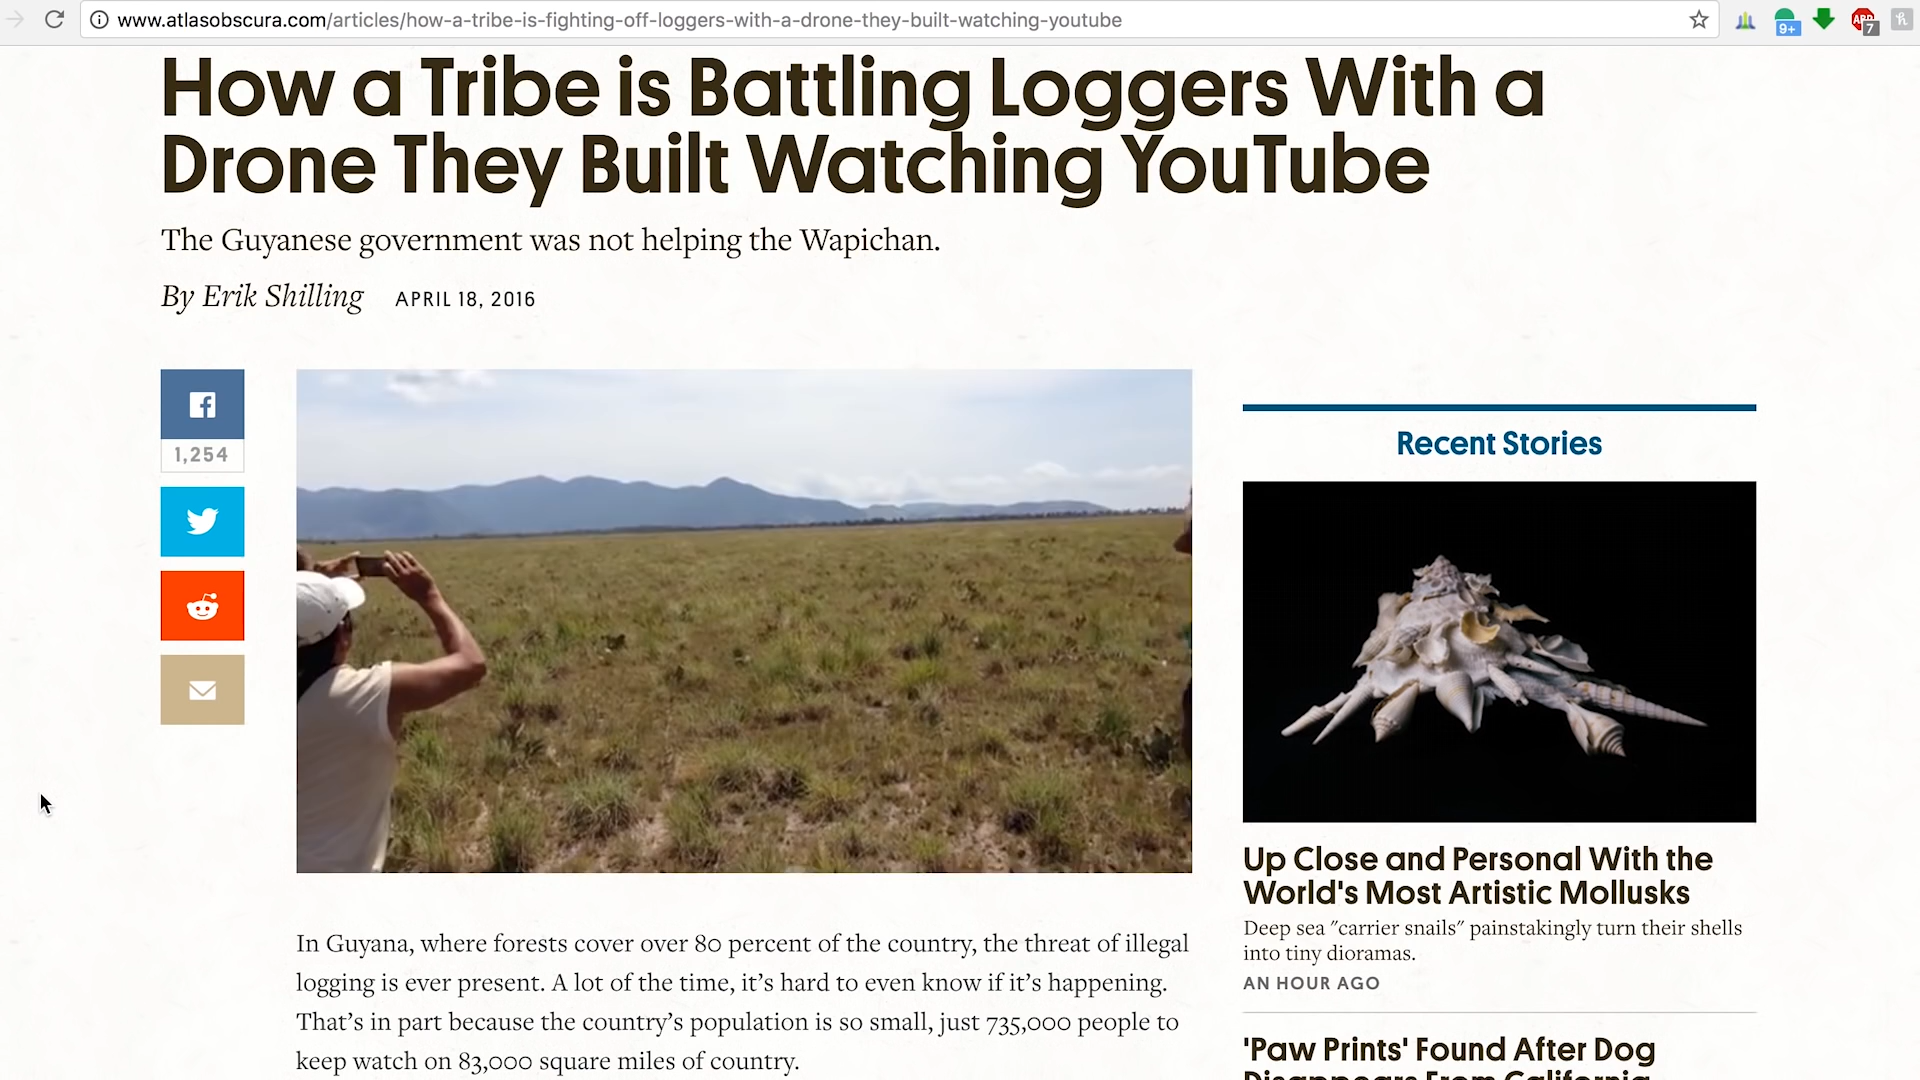 www.atlasobscura.com/articles/how-a-tribe-is-fighting-off-loggers-with-a-drone-they-built-watching-youtube
9+
ABP
7
h
How a Tribe is Battling Loggers With a
Drone They Built Watching YouTube
The Guyanese government was not helping the Wapichan.
By Erik Shilling APRIL 18, 2016
1,254
In Guyana, where forests cover over 80 percent of the country, the threat of illegal
logging is ever present. A lot of the time, it's hard to even know if it's happening.
That's in part because the country's population is so small, just 735,000 people to
keep watch on 83,000 square miles of country.
Recent Stories
Up Close and Personal With the
World's Most Artistic Mollusks
Deep sea "carrier snails" painstakingly turn their shells
into tiny dioramas.
AN HOUR AGO
'Paw Prints' Found After Dog
Disappears From California